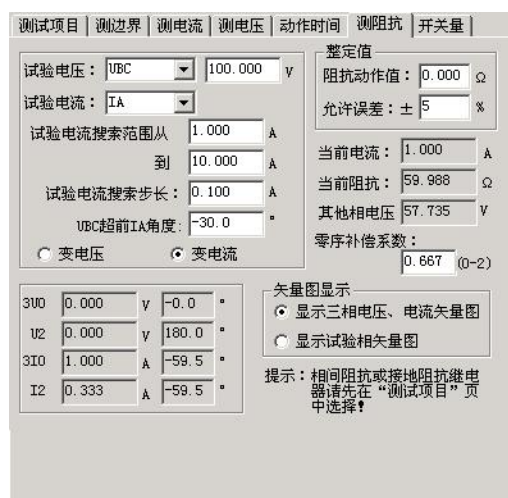 测试项目 测边界 测电流 测电压 动作时间 测阻抗 开关量
试验电压： UBC 100.000 V
试验电流： IA
试验电流搜索范围从 1.000 A
到 10.000 A
试验电流搜索步长： 0.100 A
UBC超前IA角度： -30.0 °
变电压 变电流
整定值
阻抗动作值： 0.000 Ω
允许误差：± 5 %
当前电流： 1.000 A
当前阻抗： 59.988 Ω
其他相电压 57.735 V
零序补偿系数：
0.667 (0-2)
3U0 0.000 V -0.0 °
U2 0.000 V 180.0 °
3I0 1.000 A -59.5 °
I2 0.333 A -59.5 °
矢量图显示
显示三相电压、电流矢量图
显示试验相矢量图
提示：相间阻抗或接地阻抗继电
器请先在“测试项目”页
中选择！